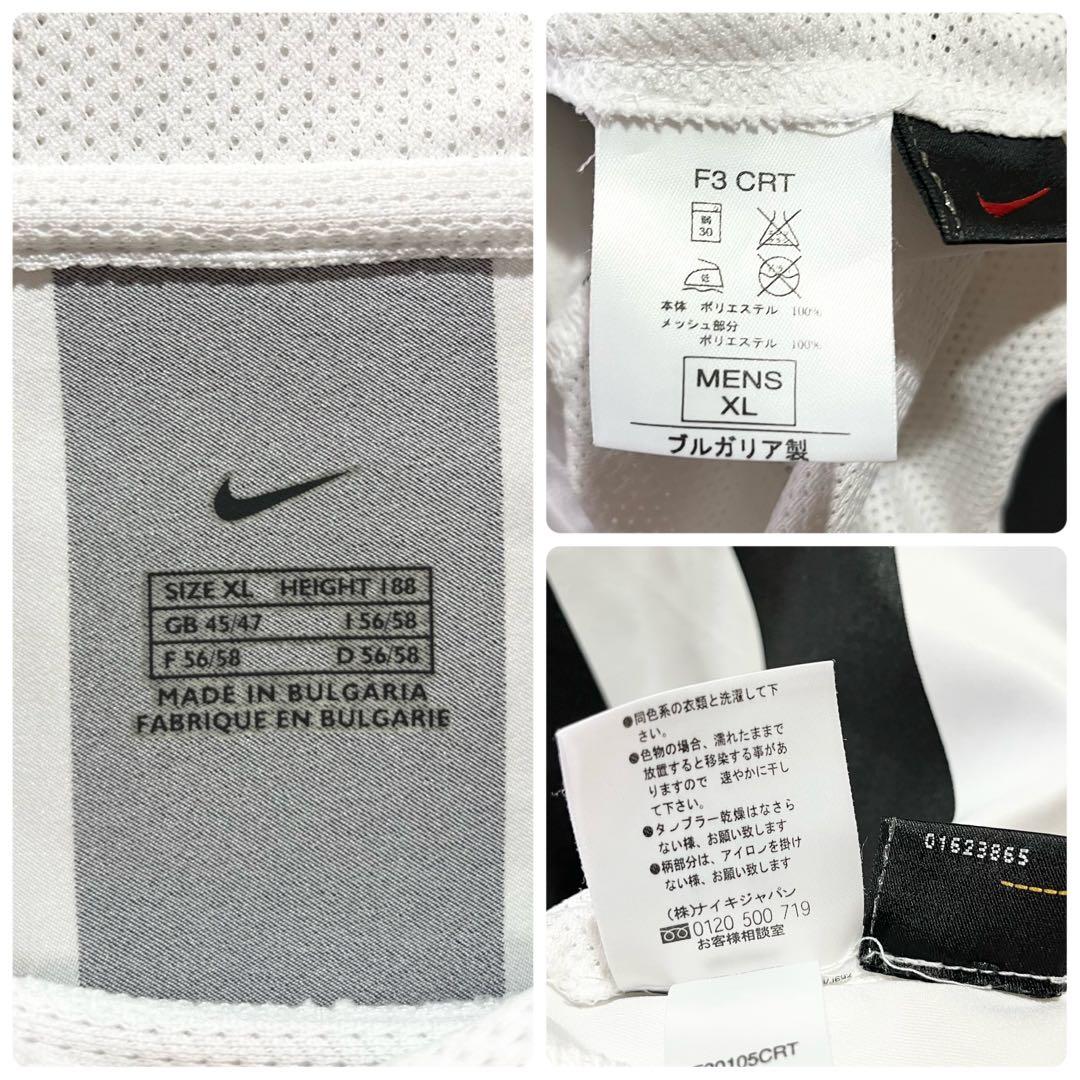 SIZE XL HEIGHT 188
GB 45/47 I 56/58
F 56/58 D 56/58
MADE IN BULGARIA
FABRIQUE EN BULGARIE
F3 CRT
弱
30
低
本体 ポリエステル 100%
メッシュ部分
ポリエステル 100%
MENS
XL
ブルガリア製
●同色系の衣類と洗濯して下
さい。
●色物の場合、濡れたままで
放置すると移染する事があ
りますので 速やかに干し
て下さい。
●タンブラー乾燥はなさら
ない様、お願い致します
●柄部分は、アイロンを掛け
ない様、お願い致します
(株)ナイキジャパン
0120 500 719
お客様相談室
01623865
0105CRT